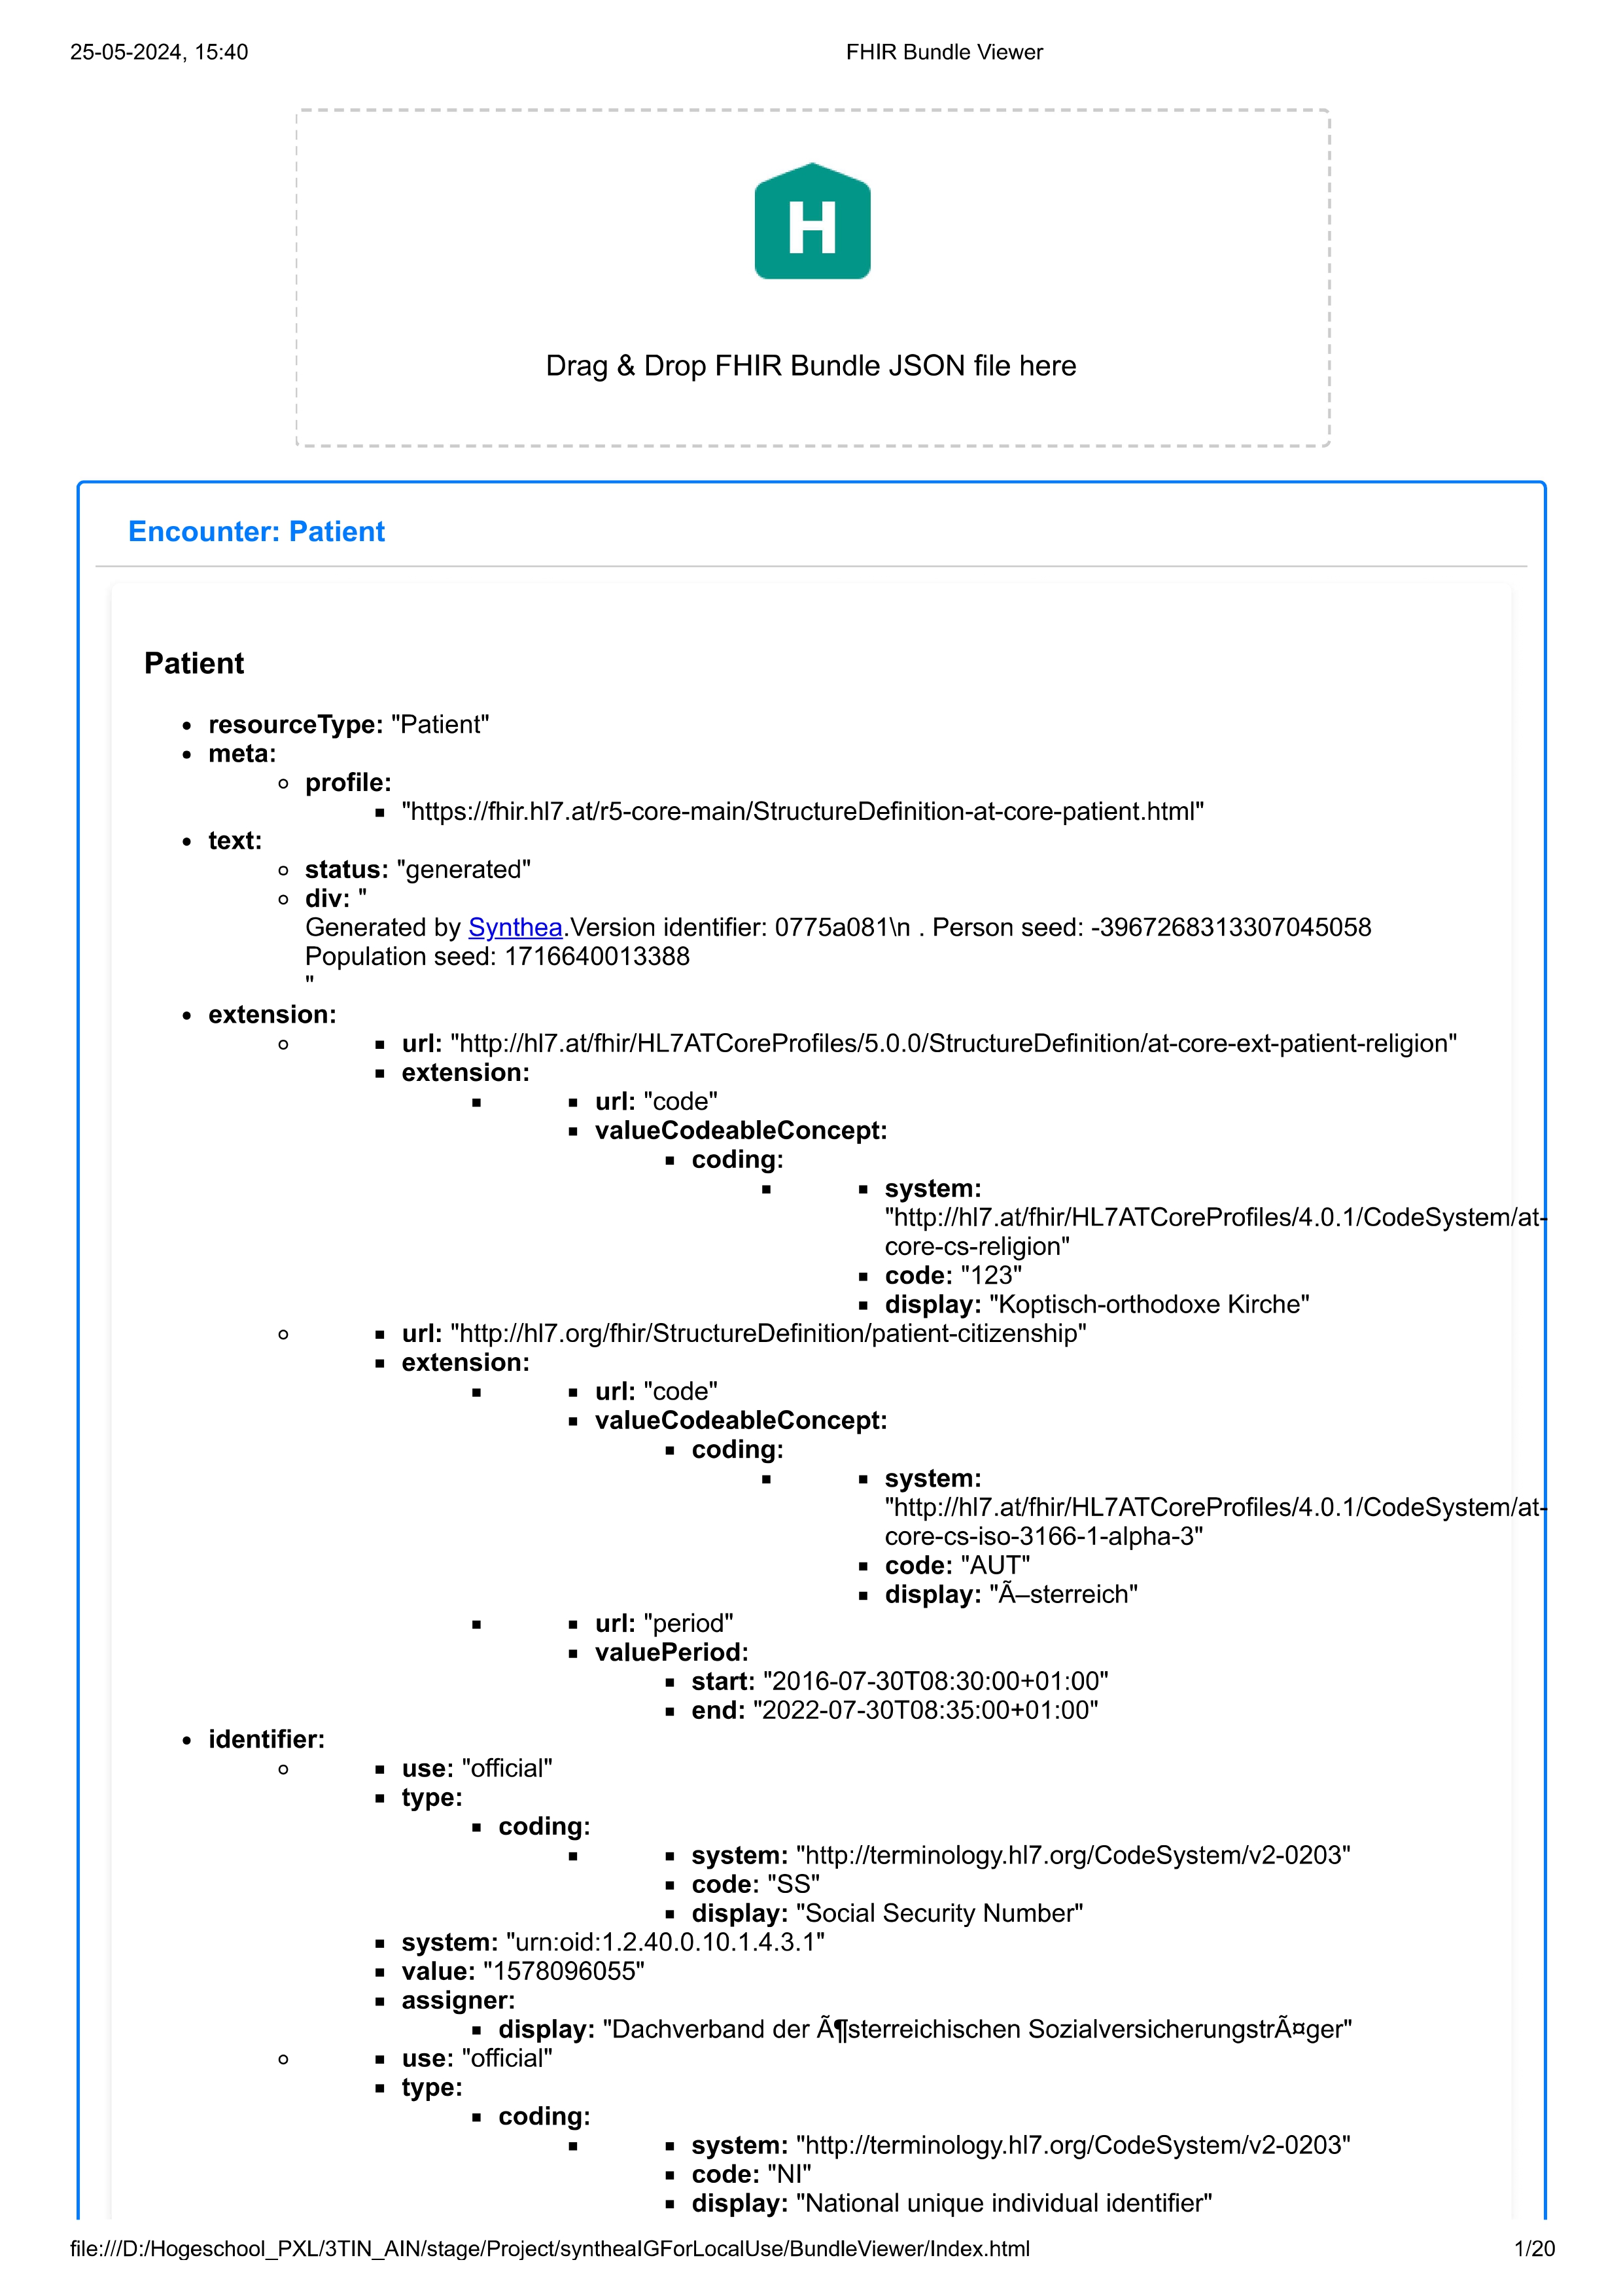 25-05-2024, 15:40
FHIR Bundle Viewer
H
Drag & Drop FHIR Bundle JSON file here
Encounter: Patient
Patient
resourceType: "Patient"
meta:
profile:
"https://fhir.hl7.at/r5-core-main/StructureDefinition-at-core-patient.html"
text:
status: "generated"
div: "
Generated by Synthea.Version identifier: 0775a081\n . Person seed: -3967268313307045058
Population seed: 1716640013388
"
extension:
url: "http://hl7.at/fhir/HL7ATCoreProfiles/5.0.0/StructureDefinition/at-core-ext-patient-religion"
extension:
url: "code"
valueCodeableConcept:
coding:
system:
"http://hl7.at/fhir/HL7ATCoreProfiles/4.0.1/CodeSystem/at-
core-cs-religion"
code: "123"
display: "Koptisch-orthodoxe Kirche"
url: "http://hl7.org/fhir/StructureDefinition/patient-citizenship"
extension:
url: "code"
valueCodeableConcept:
coding:
system:
"http://hl7.at/fhir/HL7ATCoreProfiles/4.0.1/CodeSystem/at-
core-cs-iso-3166-1-alpha-3"
code: "AUT"
display: "Ã–sterreich"
url: "period"
valuePeriod:
start: "2016-07-30T08:30:00+01:00"
end: "2022-07-30T08:35:00+01:00"
identifier:
use: "official"
type:
coding:
system: "http://terminology.hl7.org/CodeSystem/v2-0203"
code: "SS"
display: "Social Security Number"
system: "urn:oid:1.2.40.0.10.1.4.3.1"
value: "1578096055"
assigner:
display: "Dachverband der Ã¶sterreichischen SozialversicherungstrÃ¤ger"
use: "official"
type:
coding:
system: "http://terminology.hl7.org/CodeSystem/v2-0203"
code: "NI"
display: "National unique individual identifier"
file:///D:/Hogeschool_PXL/3TIN_AIN/stage/Project/syntheaIGForLocalUse/BundleViewer/Index.html
1/20